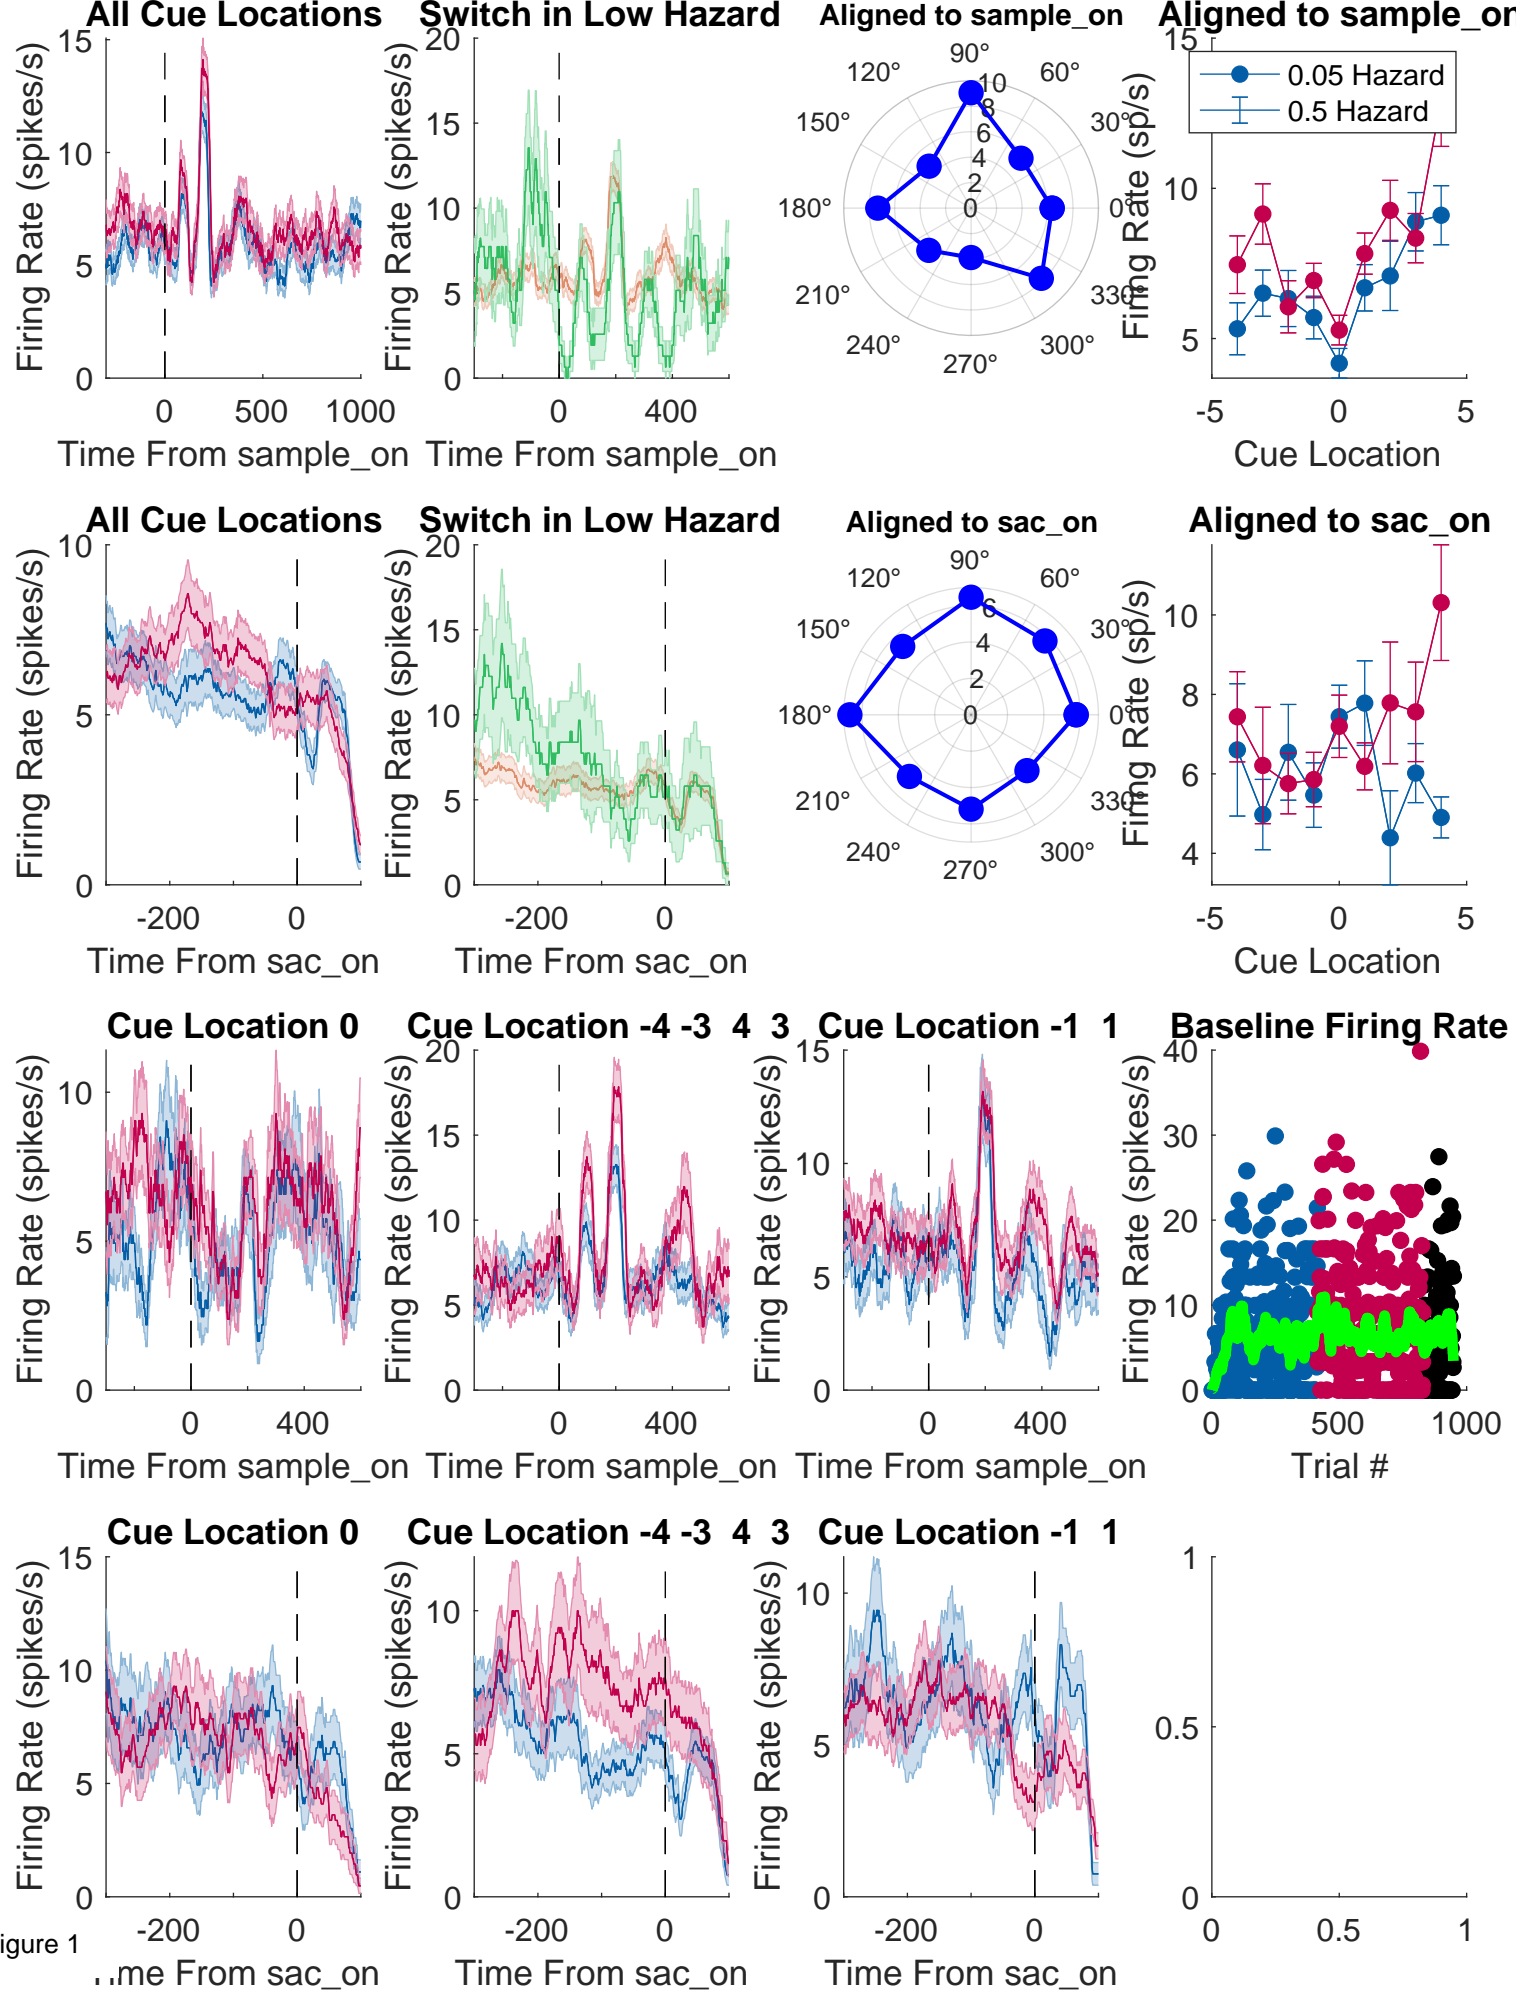 All Cue Locations Switch in Low Hazard Aligned to sample_on Aligned to sample_on
Firing Rate (spikes/s)
15
10
5
0
0 500 1000
Time From sample_on
Firing Rate (spikes/s)
20
15
10
5
0
0 400
Time From sample_on
90°
120° 60°
150° 30°
180° 0°
210° 330°
240° 300°
270°
10
8
6
4
2
0
Firing Rate (sp/s)
15
10
5
0.05 Hazard
0.5 Hazard
-5 0 5
Cue Location
All Cue Locations Switch in Low Hazard Aligned to sac_on Aligned to sac_on
Firing Rate (spikes/s)
10
5
0
-200 0
Time From sac_on
Firing Rate (spikes/s)
20
15
10
5
0
-200 0
Time From sac_on
90°
120° 60°
150° 30°
180° 0°
210° 330°
240° 300°
270°
6
4
2
0
Firing Rate (sp/s)
10
8
6
4
-5 0 5
Cue Location
Cue Location 0 Cue Location -4 -3 4 3 Cue Location -1 1 Baseline Firing Rate
Firing Rate (spikes/s)
10
5
0
0 400
Time From sample_on
Firing Rate (spikes/s)
20
15
10
5
0
0 400
Time From sample_on
Firing Rate (spikes/s)
15
10
5
0
0 400
Time From sample_on
Firing Rate (spikes/s)
40
30
20
10
0
0 500 1000
Trial #
Cue Location 0 Cue Location -4 -3 4 3 Cue Location -1 1
Firing Rate (spikes/s)
15
10
5
0
-200 0
Time From sac_on
Firing Rate (spikes/s)
10
5
0
-200 0
Time From sac_on
Firing Rate (spikes/s)
10
5
0
-200 0
Time From sac_on
1
0.5
0
0 0.5 1
igure 1